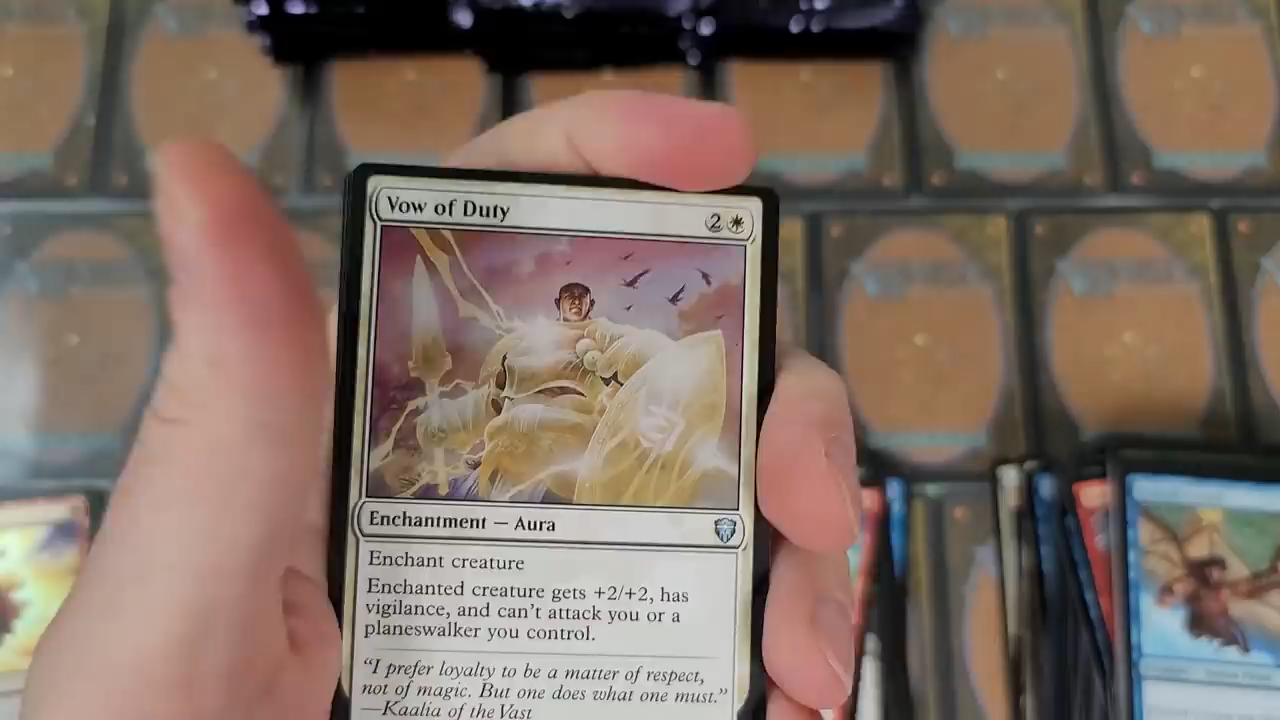 Vow of Duty
2
Enchantment — Aura
Enchant creature
Enchanted creature gets +2/+2, has
vigilance, and can't attack you or a
planeswalker you control.
"I prefer loyalty to be a matter of respect,
not of magic. But one does what one must."
—Kaalia of the Vast